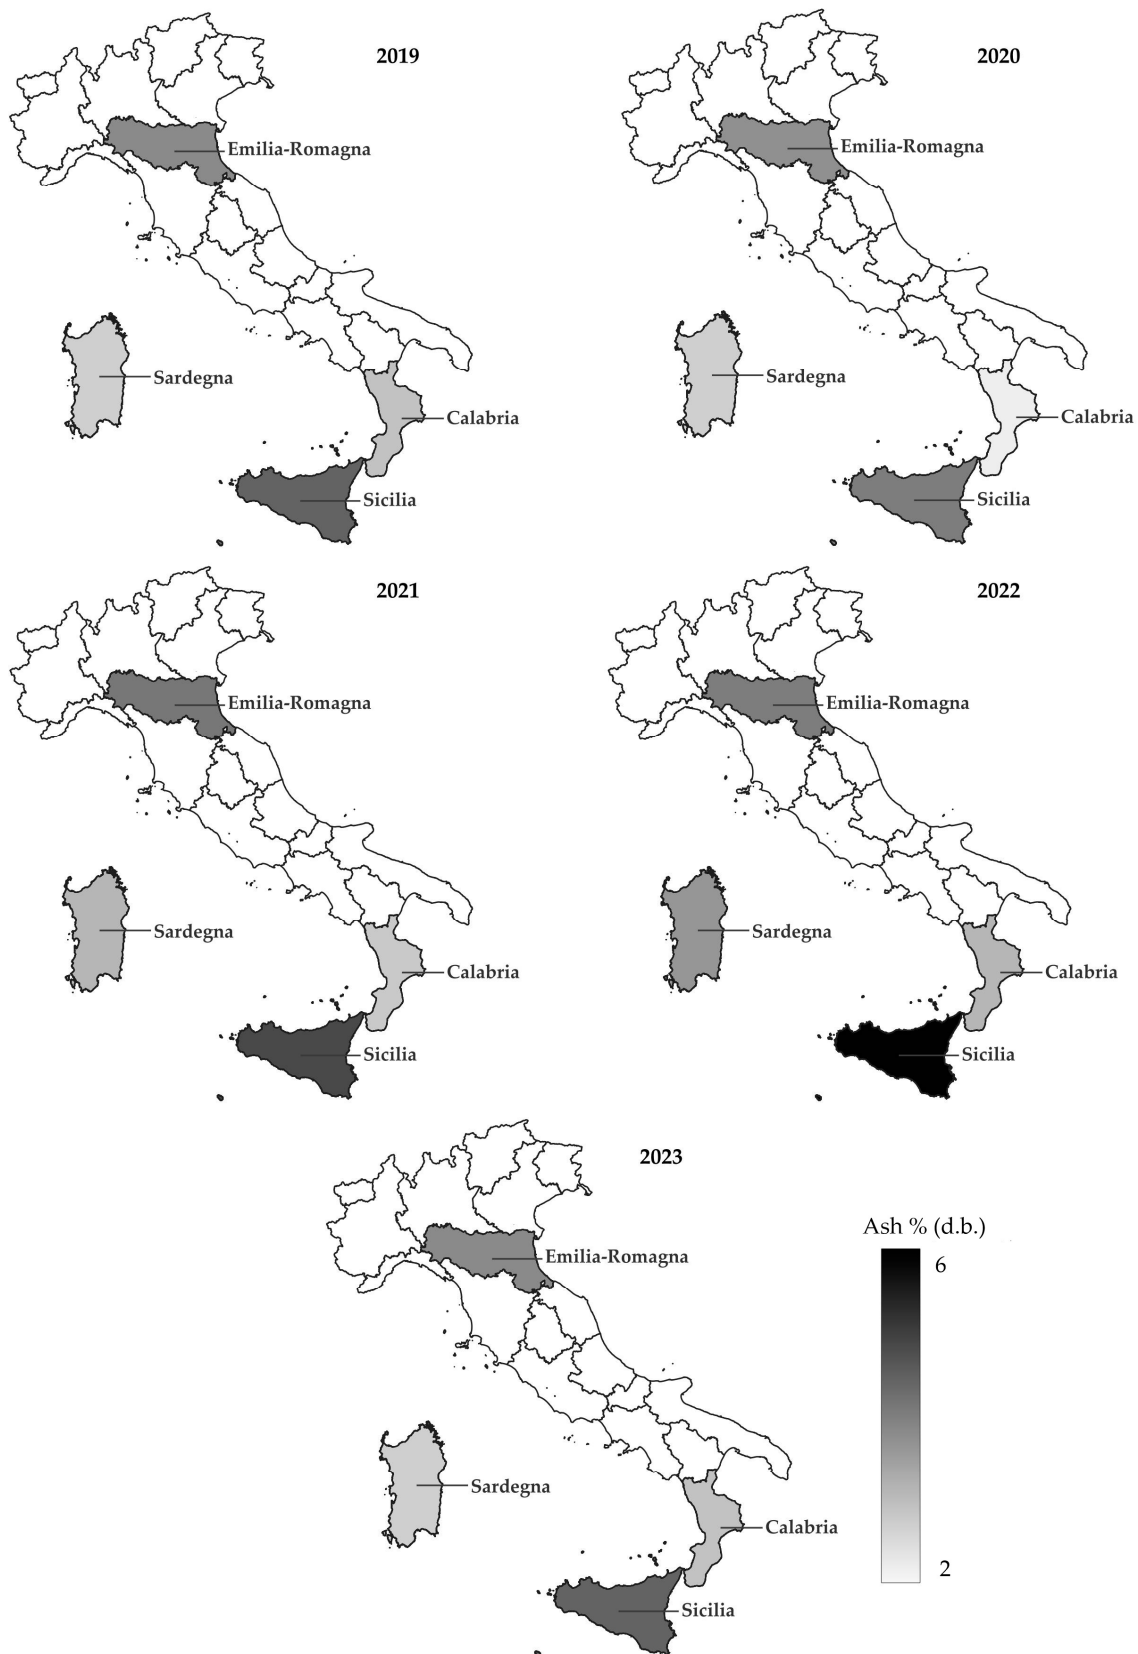 2019
Emilia-Romagna
Sardegna
Calabria
Sicilia
2020
Emilia-Romagna
Sardegna
Calabria
Sicilia
2021
Emilia-Romagna
Sardegna
Calabria
Sicilia
2022
Emilia-Romagna
Sardegna
Calabria
Sicilia
2023
Emilia-Romagna
Sardegna
Calabria
Sicilia
Ash % (d.b.)
6
2